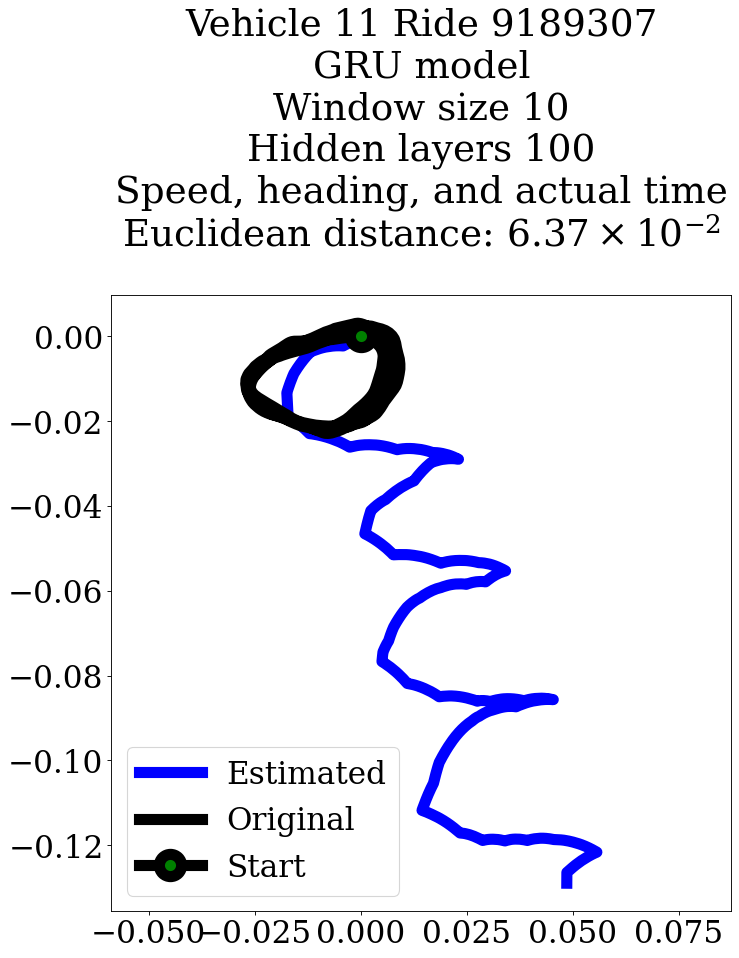 Vehicle 11 Ride 9189307
GRU model
Window size 10
Hidden layers 100
Speed, heading, and actual time
Euclidean distance: 6.37 × 10⁻²
0.00
−0.02
−0.04
−0.06
−0.08
−0.10
−0.12
Estimated
Original
Start
−0.050 −0.025 0.000 0.025 0.050 0.075